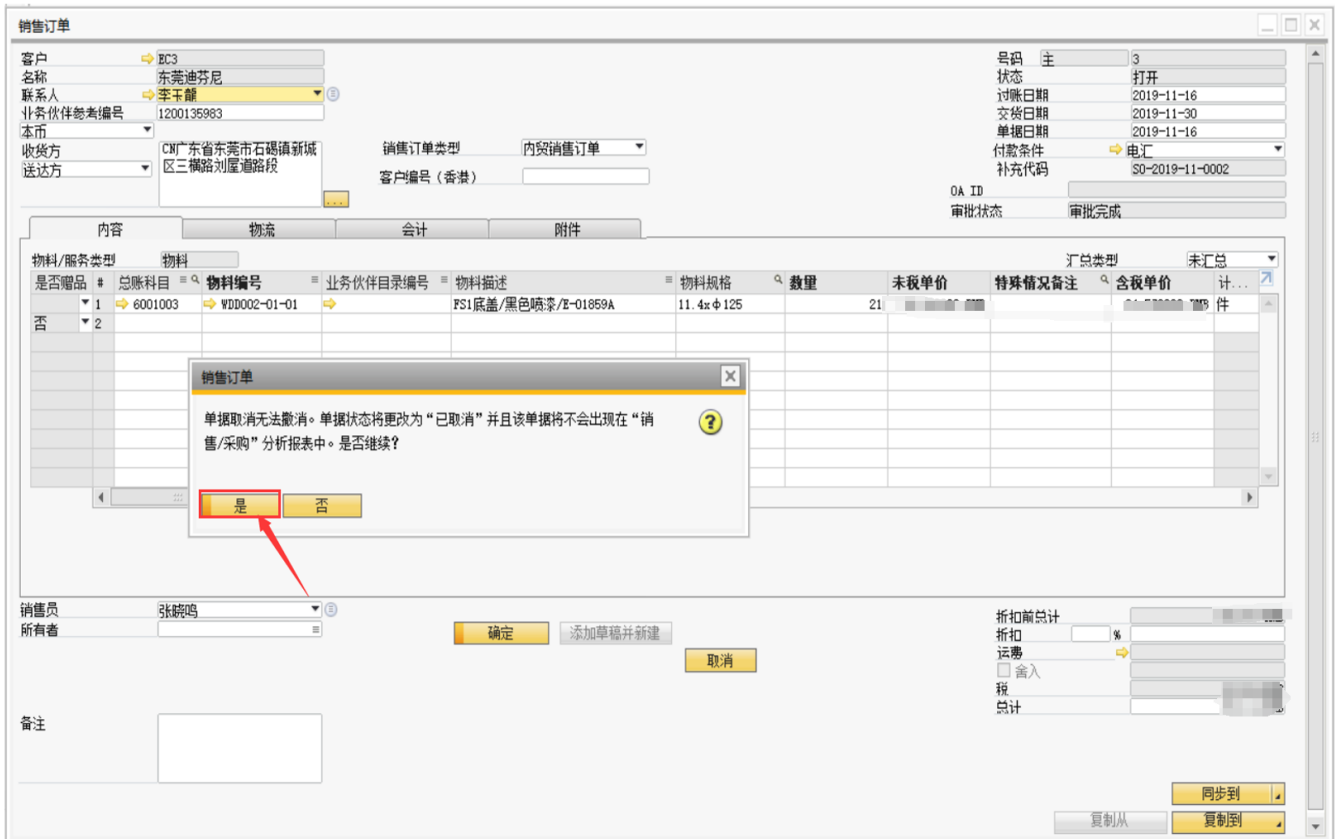 销售订单
客户 EC3
名称 东莞迪芬尼
联系人 李玉龍
业务伙伴参考编号 1200135983
本币
收货方 CN广东省东莞市石碣镇新城
送达方 区三横路刘屋道路段
...
销售订单类型 内贸销售订单
客户编号（香港）
号码 主 3
状态 打开
过账日期 2019-11-16
交货日期 2019-11-30
单据日期 2019-11-16
付款条件 电汇
补充代码 SO-2019-11-0002
OA ID
审批状态 审批完成
内容 物流 会计 附件
物料/服务类型 物料
汇总类型 未汇总
是否赠品 # 总账科目 物料编号 业务伙伴目录编号 物料描述 物料规格 数量 未税单价 特殊情况备注 含税单价 计...
1 6001003 WDD002-01-01 FS1底盖/黑色喷漆/E-01859A 11.4xφ125 21 件
否 2
销售订单
单据取消无法撤消。单据状态将更改为“已取消”并且该单据将不会出现在“销
售/采购”分析报表中。是否继续?
是 否
销售员 张晓鸣
所有者
确定 添加草稿并新建
取消
折扣前总计
折扣 %
运费
舍入
税
总计
备注
同步到
复制从 复制到